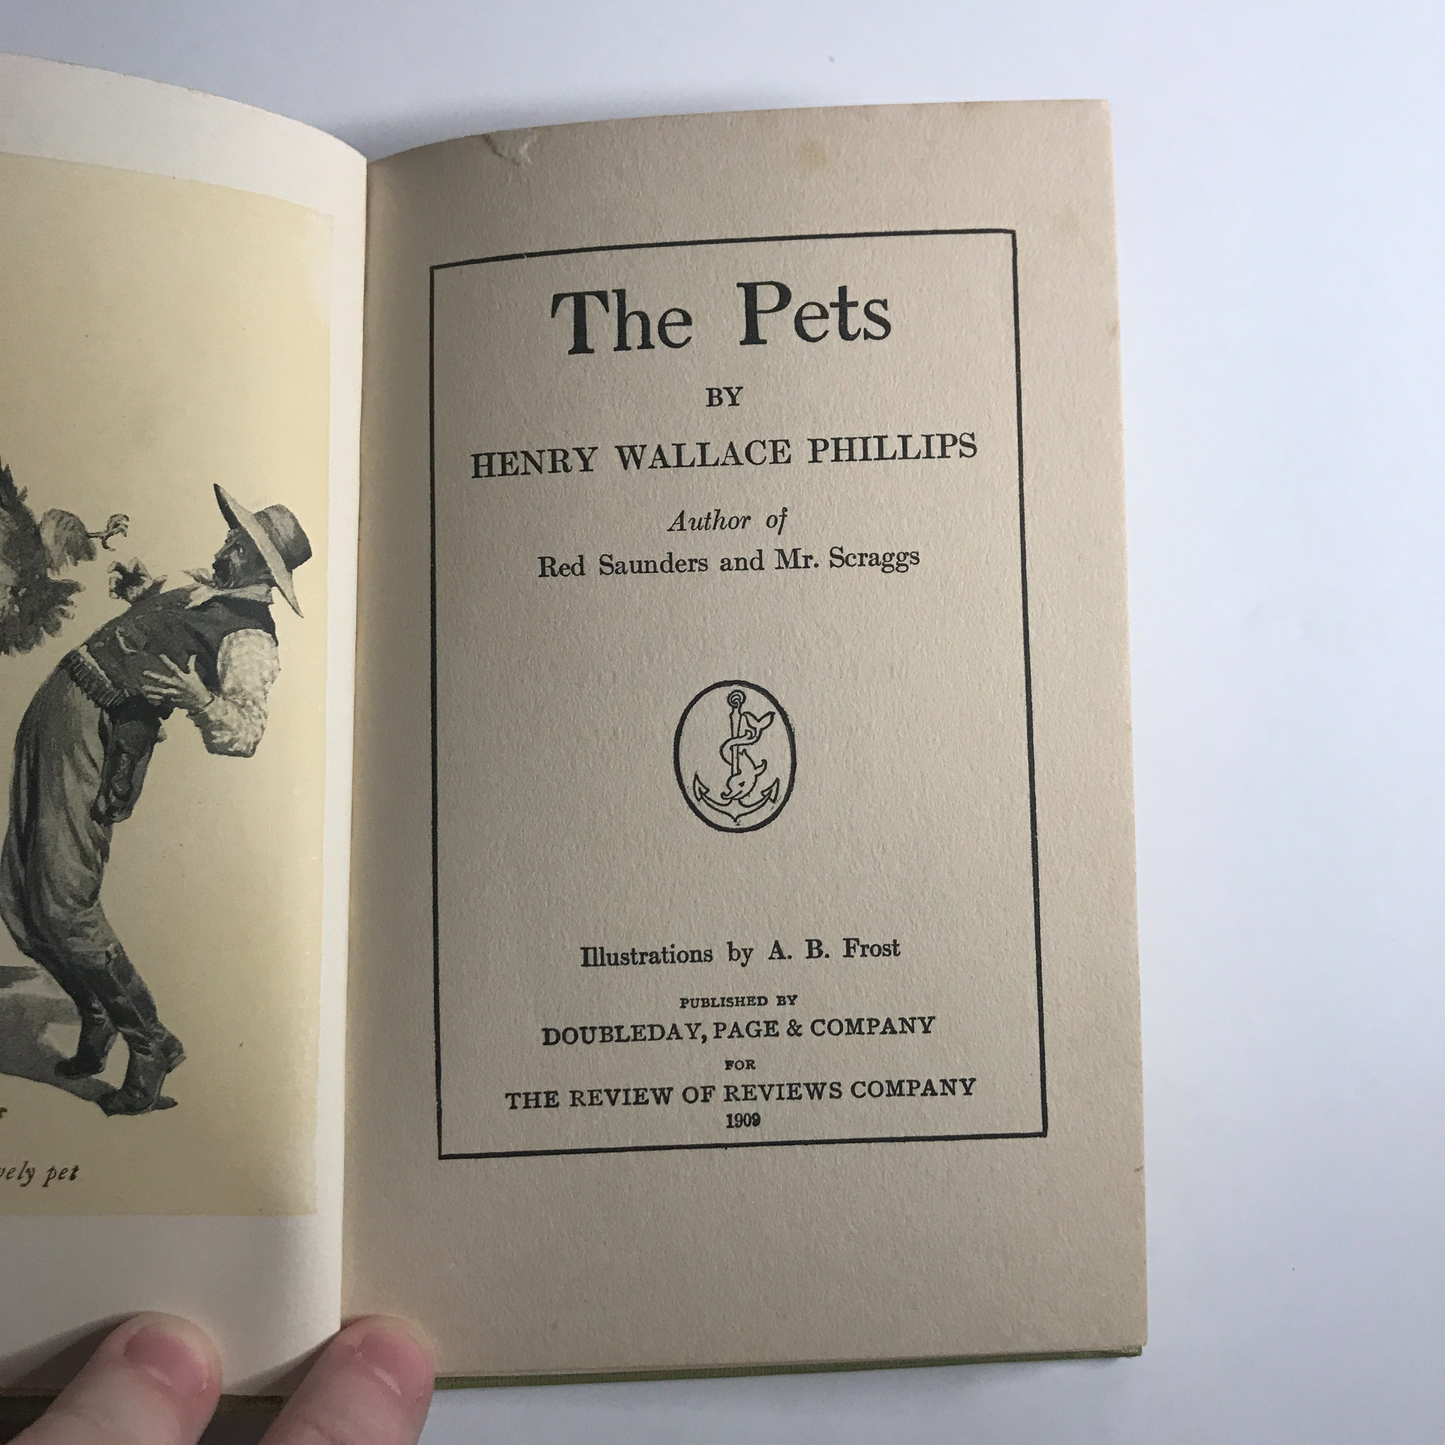 pet
The Pets
BY
HENRY WALLACE PHILLIPS
Author of
Red Saunders and Mr. Scraggs
Illustrations by A. B. Frost
PUBLISHED BY
DOUBLEDAY, PAGE & COMPANY
FOR
THE REVIEW OF REVIEWS COMPANY
1909